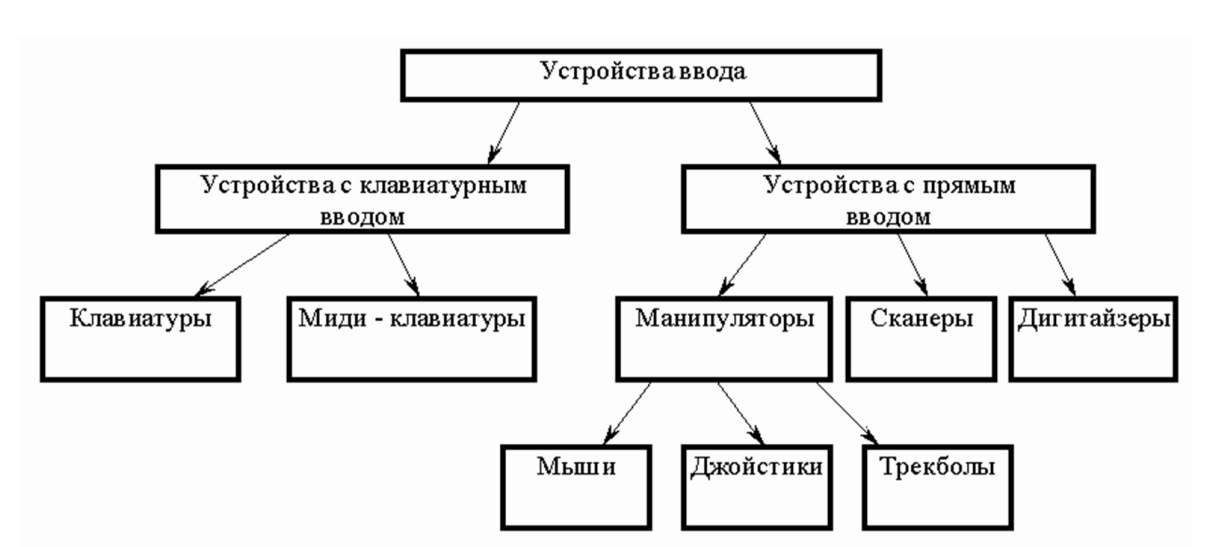 Устройства ввода
Устройства с клавиатурным
вводом
Устройства с прямым
вводом
Клавиатуры
Миди - клавиатуры
Манипуляторы
Сканеры
Дигитайзеры
Мыши
Джойстики
Трекболы